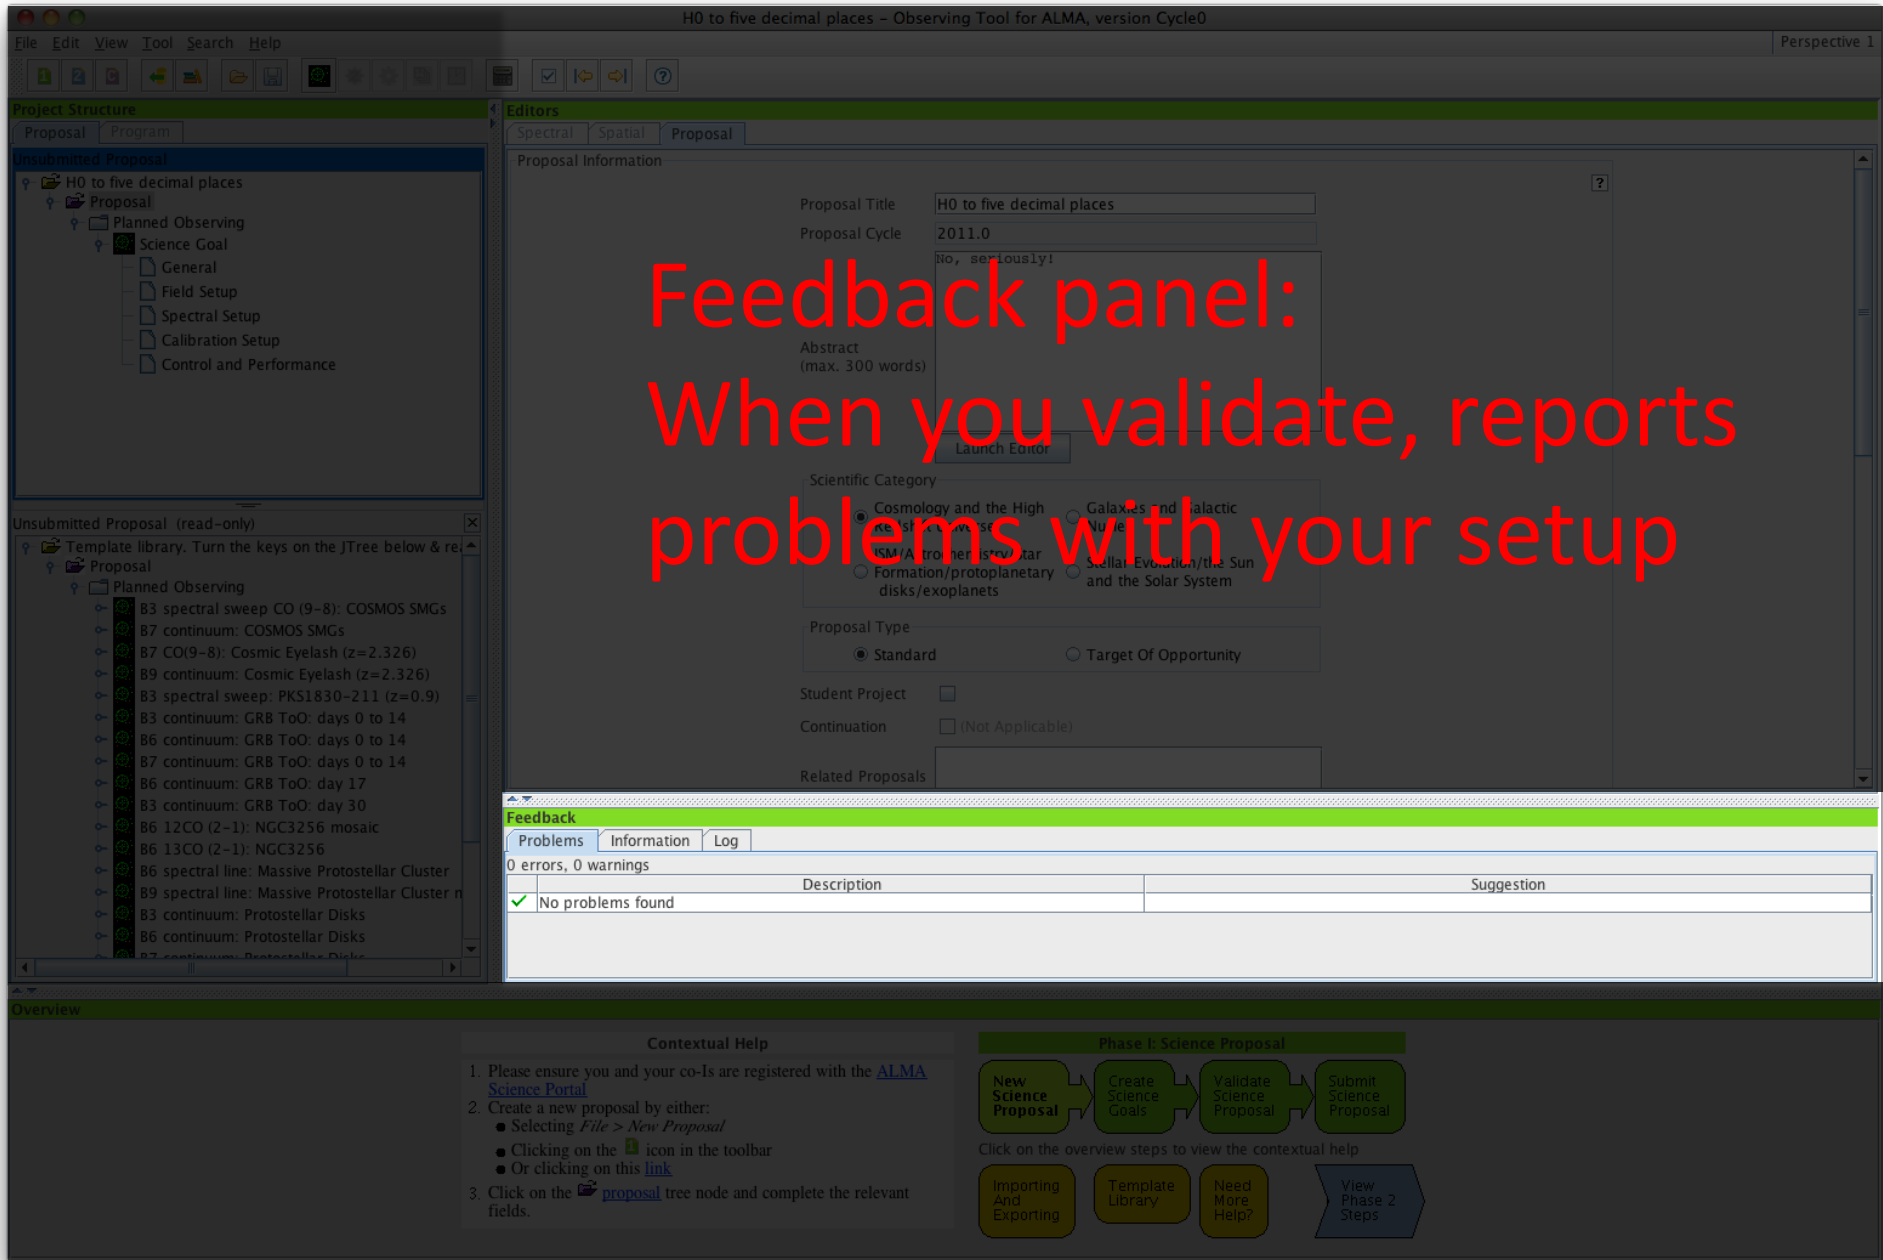 H0 to five decimal places – Observing Tool for ALMA, version Cycle0
File Edit View Tool Search Help
Perspective 1
Project Structure
Proposal Program
Unsubmitted Proposal
H0 to five decimal places
Proposal
Planned Observing
Science Goal
General
Field Setup
Spectral Setup
Calibration Setup
Control and Performance
Unsubmitted Proposal (read-only)
Template library. Turn the keys on the JTree below & rea
Proposal
Planned Observing
B3 spectral sweep CO (9-8): COSMOS SMGs
B7 continuum: COSMOS SMGs
B7 CO(9-8): Cosmic Eyelash (z=2.326)
B9 continuum: Cosmic Eyelash (z=2.326)
B3 spectral sweep: PKS1830-211 (z=0.9)
B3 continuum: GRB ToO: days 0 to 14
B6 continuum: GRB ToO: days 0 to 14
B7 continuum: GRB ToO: days 0 to 14
B6 continuum: GRB ToO: day 17
B3 continuum: GRB ToO: day 30
B6 12CO (2-1): NGC3256 mosaic
B6 13CO (2-1): NGC3256
B6 spectral line: Massive Protostellar Cluster
B9 spectral line: Massive Protostellar Cluster n
B3 continuum: Protostellar Disks
B6 continuum: Protostellar Disks
B7 continuum: Protostellar Disks
Editors
Spectral Spatial Proposal
Proposal Information
Proposal Title H0 to five decimal places
Proposal Cycle 2011.0
No, seriously!
Abstract
(max. 300 words)
Launch Editor
Feedback panel:
When you validate, reports
problems with your setup
Scientific Category
Cosmology and the High
Redshift Universe
Galaxies and Galactic
Nuclei
ISM/Astrochemistry/Star
Formation/protoplanetary
disks/exoplanets
Stellar Evolution/the Sun
and the Solar System
Proposal Type
Standard Target Of Opportunity
Student Project
Continuation (Not Applicable)
Related Proposals
Feedback
Problems Information Log
0 errors, 0 warnings
Description Suggestion
No problems found
Overview
Contextual Help
1. Please ensure you and your co-Is are registered with the ALMA
Science Portal
2. Create a new proposal by either:
● Selecting File > New Proposal
● Clicking on the icon in the toolbar
● Or clicking on this link
3. Click on the proposal tree node and complete the relevant
fields.
Phase I: Science Proposal
New
Science
Proposal
Create
Science
Goals
Validate
Science
Proposal
Submit
Science
Proposal
Click on the overview steps to view the contextual help
Importing
And
Exporting
Template
Library
Need
More
Help?
View
Phase 2
Steps